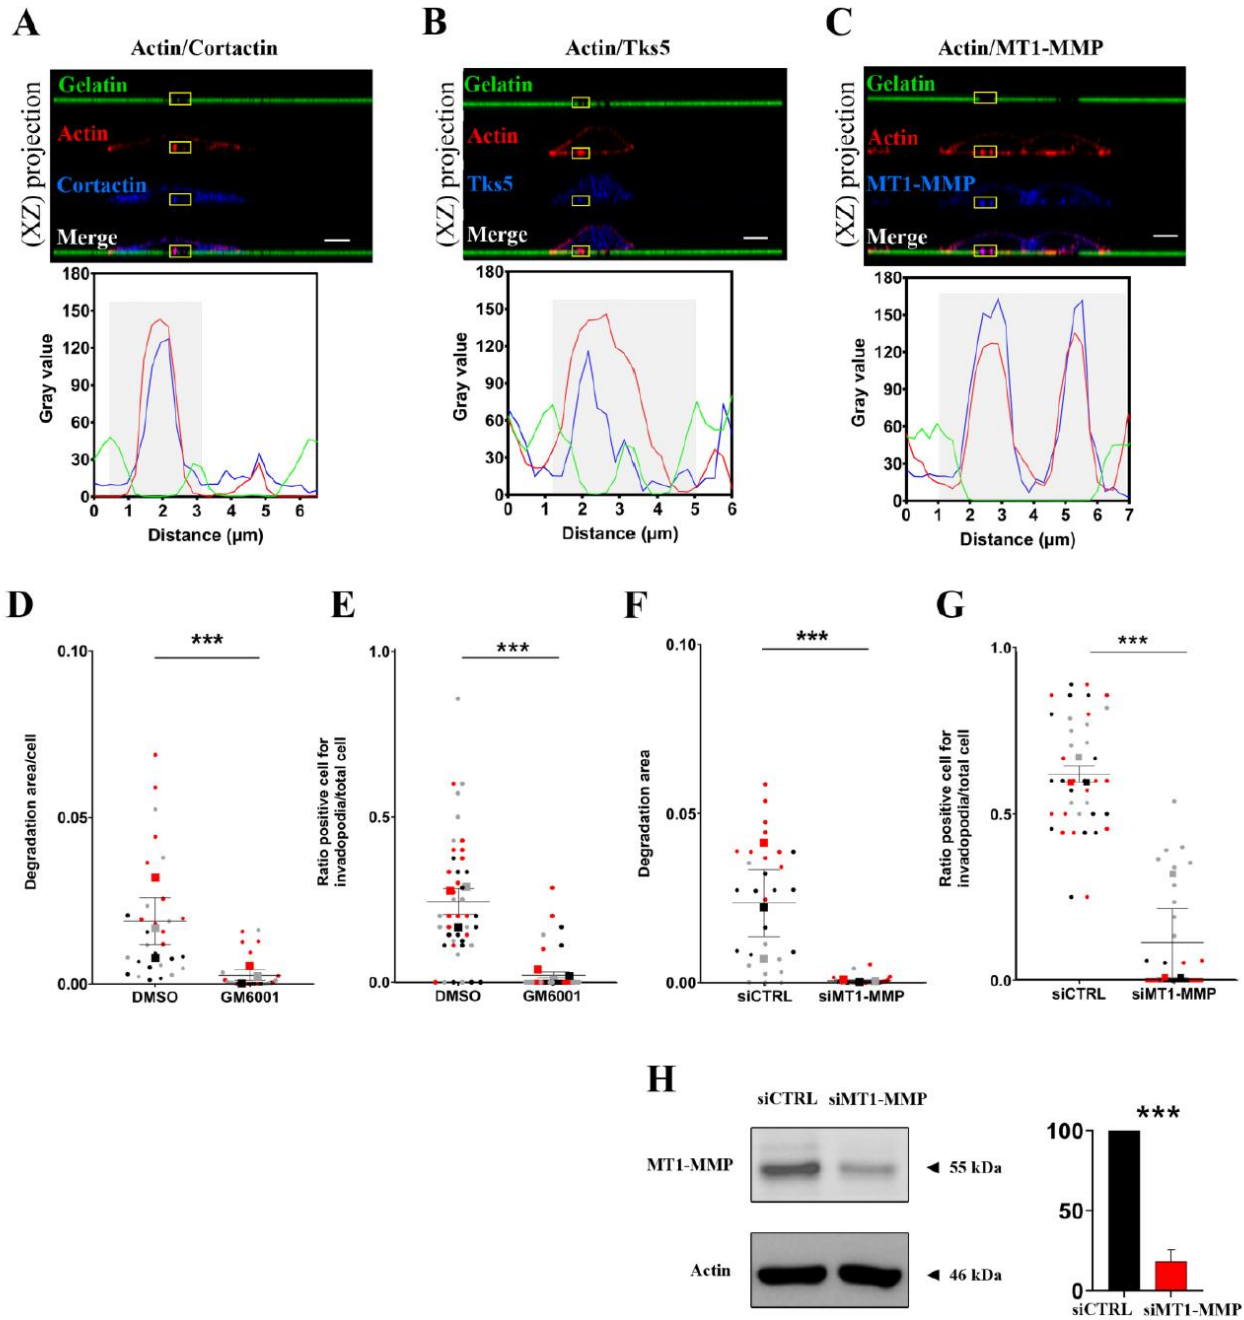 A
Actin/Cortactin
(XZ) projection
Gelatin
Actin
Cortactin
Merge
180
150
120
90
60
30
0
Gray value
0 1 2 3 4 5 6
Distance (μm)
B
Actin/Tks5
(XZ) projection
Gelatin
Actin
Tks5
Merge
180
150
120
90
60
30
0
Gray value
0 1 2 3 4 5 6
Distance (μm)
C
Actin/MT1-MMP
(XZ) projection
Gelatin
Actin
MT1-MMP
Merge
180
150
120
90
60
30
0
Gray value
0 1 2 3 4 5 6 7
Distance (μm)
D
***
0.10
0.05
0.00
Degradation area/cell
DMSO GM6001
E
***
1.0
0.5
0.0
Ratio positive cell for
invadopodia/total cell
DMSO GM6001
F
***
0.10
0.05
0.00
Degradation area
siCTRL siMT1-MMP
G
***
1.0
0.5
0.0
Ratio positive cell for
invadopodia/total cell
siCTRL siMT1-MMP
H
siCTRL siMT1-MMP
MT1-MMP
◄ 55 kDa
Actin
◄ 46 kDa
***
100
50
0
siCTRL siMT1-MMP